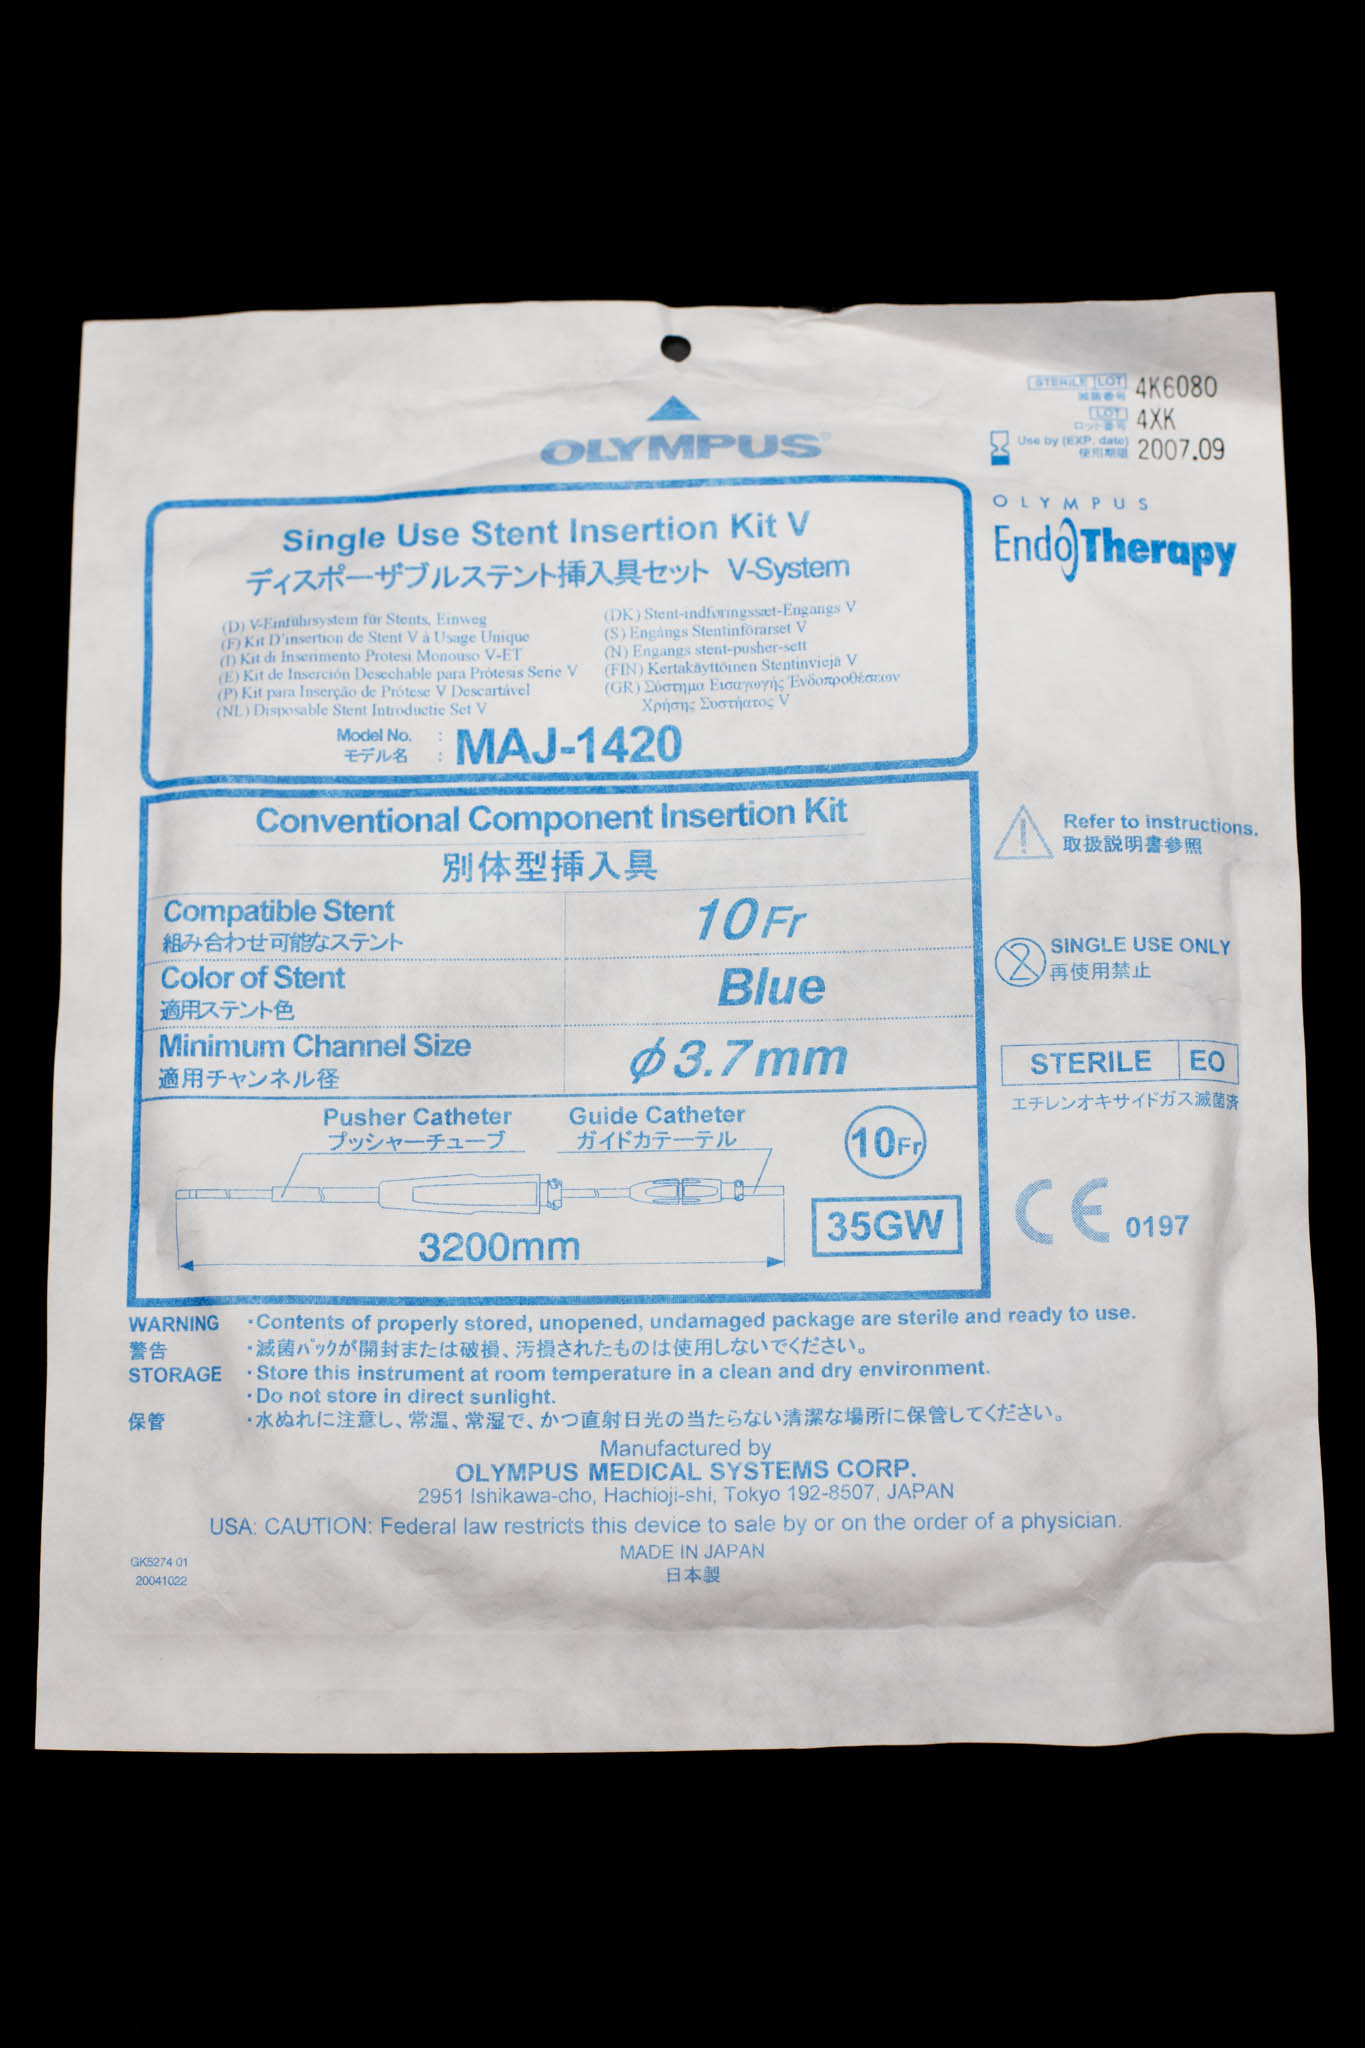 STERILE LOT 4K6080
滅菌番号
LOT 4XK
ロット番号
Use by (EXP. date) 2007.09
使用期限
OLYMPUS
OLYMPUS
EndoTherapy
Single Use Stent Insertion Kit V
ディスポーザブルステント挿入具セット V-System
(D) V-Einführsystem für Stents, Einweg
(F) Kit D'insertion de Stent V à Usage Unique
(I) Kit di Inserimento Protesi Monouso V-ET
(E) Kit de Inserción Desechable para Prótesis Serie V
(P) Kit para Inserção de Prótese V Descartável
(NL) Disposable Stent Introductie Set V
(DK) Stent-indføringssæt-Engangs V
(S) Engångs Stentinförarset V
(N) Engangs stent-pusher-sett
(FIN) Kertakäyttöinen Stentinviejä V
(GR) Σύστημα Εισαγωγής Ἐνδοπροθέσεων
Χρήσης Συστήατος V
Model No. : MAJ-1420
モデル名 :
Conventional Component Insertion Kit
別体型挿入具
Compatible Stent 10Fr
組み合わせ可能なステント
Color of Stent Blue
適用ステント色
Minimum Channel Size φ3.7mm
適用チャンネル径
Pusher Catheter Guide Catheter
プッシャーチューブ ガイドカテーテル
10Fr
3200mm
35GW
Refer to instructions.
取扱説明書参照
2 SINGLE USE ONLY
再使用禁止
STERILE EO
エチレンオキサイドガス滅菌済
CE 0197
WARNING ・Contents of properly stored, unopened, undamaged package are sterile and ready to use.
警告 ・滅菌パックが開封または破損、汚損されたものは使用しないでください。
STORAGE ・Store this instrument at room temperature in a clean and dry environment.
・Do not store in direct sunlight.
保管 ・水ぬれに注意し、常温、常湿で、かつ直射日光の当たらない清潔な場所に保管してください。
Manufactured by
OLYMPUS MEDICAL SYSTEMS CORP.
2951 Ishikawa-cho, Hachioji-shi, Tokyo 192-8507, JAPAN
USA: CAUTION: Federal law restricts this device to sale by or on the order of a physician.
MADE IN JAPAN
日本製
GK5274 01
20041022